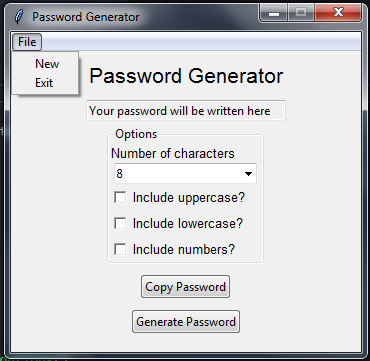 Password Generator
File
New
Exit
Password Generator
Your password will be written here
Options
Number of characters
8
Include uppercase?
Include lowercase?
Include numbers?
Copy Password
Generate Password